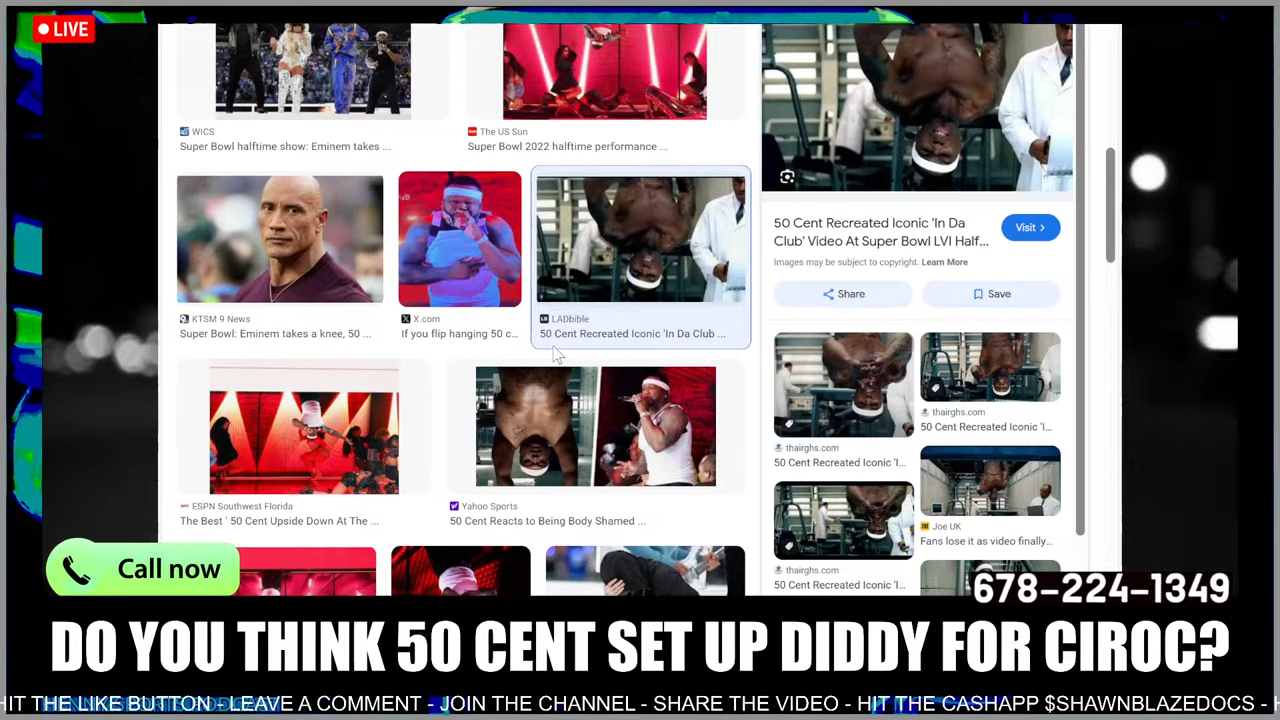 LIVE
WICS
Super Bowl halftime show: Eminem takes ...
The US Sun
Super Bowl 2022 halftime performance ...
KTSM 9 News
Super Bowl: Eminem takes a knee, 50 ...
X.com
If you flip hanging 50 c...
LADbible
50 Cent Recreated Iconic 'In Da Club ...
ESPN Southwest Florida
The Best ' 50 Cent Upside Down At The ...
Yahoo Sports
50 Cent Reacts to Being Body Shamed ...
50 Cent Recreated Iconic 'In Da
Club' Video At Super Bowl LVI Half...
Visit
Images may be subject to copyright. Learn More
Share
Save
thairghs.com
50 Cent Recreated Iconic 'I...
thairghs.com
50 Cent Recreated Iconic 'I...
Joe UK
Fans lose it as video finally...
thairghs.com
50 Cent Recreated Iconic 'I...
Call now
678-224-1349
DO YOU THINK 50 CENT SET UP DIDDY FOR CIROC?
HIT THE LIKE BUTTON - LEAVE A COMMENT - JOIN THE CHANNEL - SHARE THE VIDEO - HIT THE CASHAPP $SHAWNBLAZEDOCS -